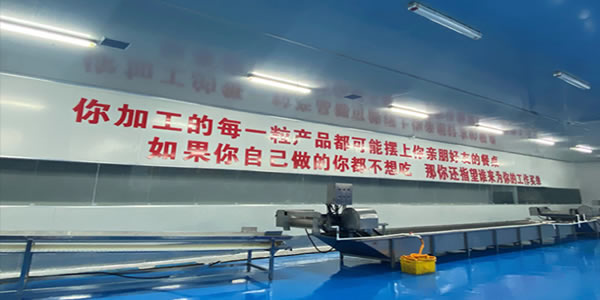 你加工的每一粒产品都可能摆上你亲朋好友的餐桌
如果你自己做的你都不想吃 那你还指望谁来为你的工作买单